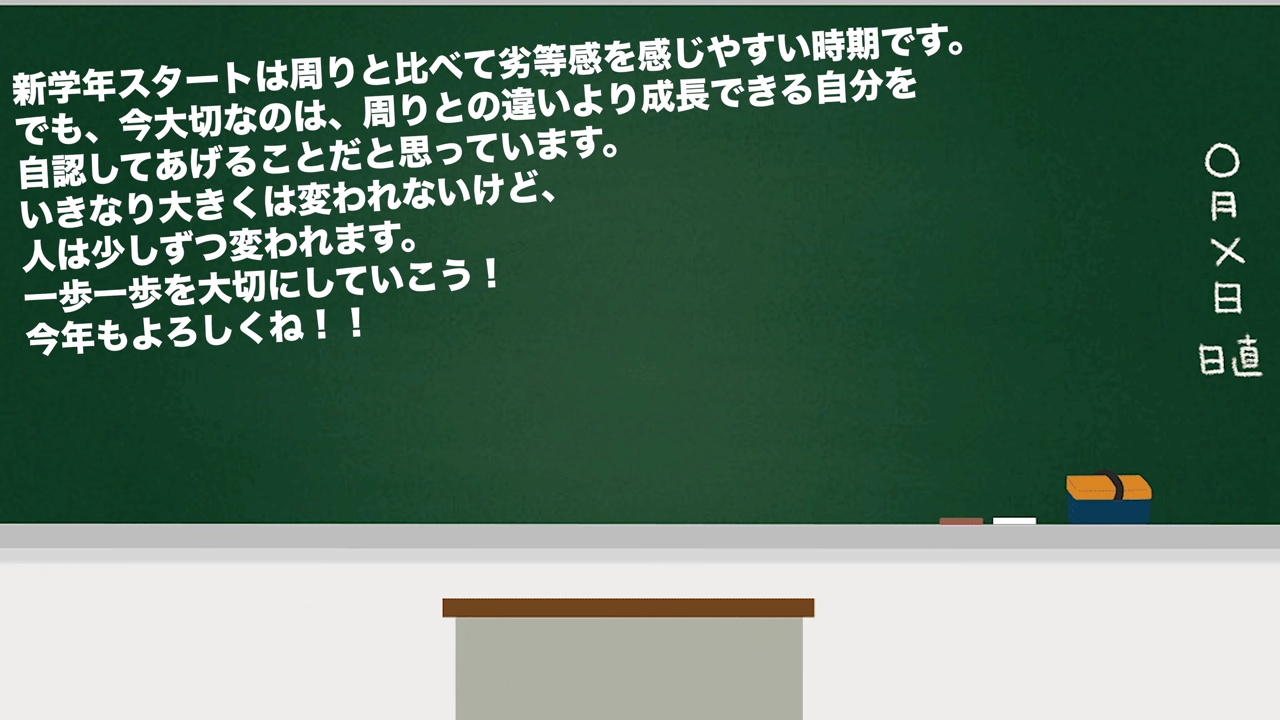 新学年スタートは周りと比べて劣等感を感じやすい時期です。
でも、今大切なのは、周りとの違いより成長できる自分を
自認してあげることだと思っています。
いきなり大きくは変われないけど、
人は少しずつ変われます。
一歩一歩を大切にしていこう！
今年もよろしくね！！
〇月×日
日直